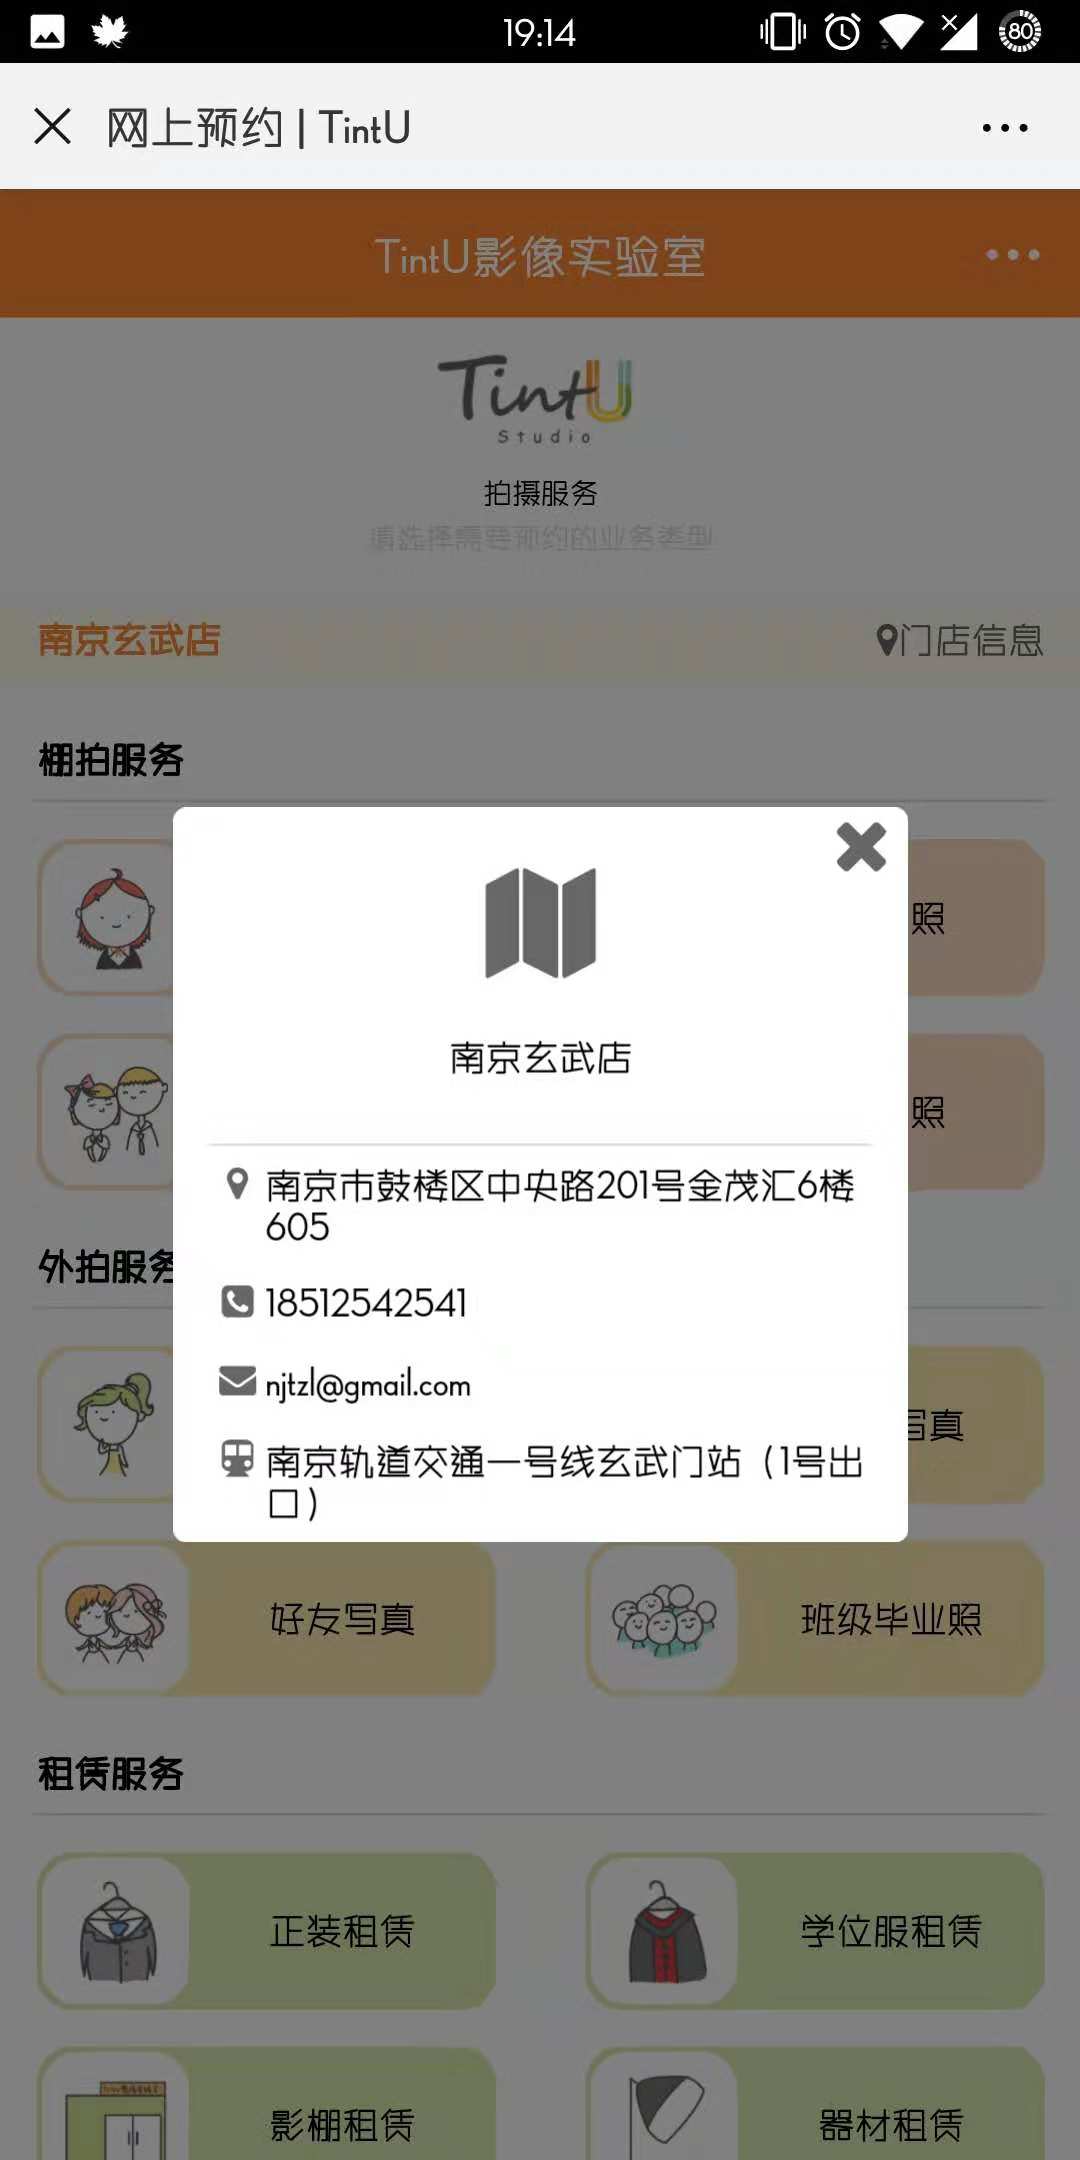 19:14
80
网上预约 | TintU
TintU影像实验室
TintU
Studio
拍摄服务
请选择需要预约的业务类型
南京玄武店
门店信息
棚拍服务
照
南京玄武店
照
南京市鼓楼区中央路201号金茂汇6楼
605
外拍服务
18512542541
njtzl@gmail.com
写真
南京轨道交通一号线玄武门站（1号出
口）
好友写真
班级毕业照
租赁服务
正装租赁
学位服租赁
影棚租赁
器材租赁